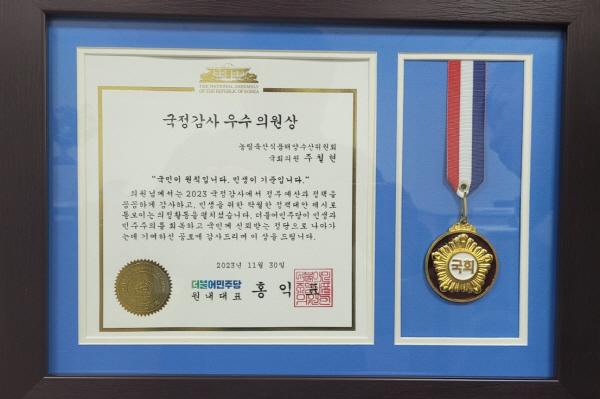 THE NATIONAL ASSEMBLY
OF THE REPUBLIC OF KOREA
국정감사 우수 의원상
농림축산식품해양수산위원회
국회의원 주철현
"국민이 원칙입니다. 민생이 기준입니다."
의원님께서는 2023 국정감사에서 정부 예산과 정책을
꼼꼼하게 감사하고, 민생을 위한 탁월한 정책대안 제시로
돋보이는 의정활동을 펼치셨습니다. 더불어민주당이 민생과
민주주의를 회복하고 국민께 신뢰받는 정당으로 나아가
는데 기여하신 공로에 감사드리며 이 상을 드립니다.
2023년 11월 30일
더불어민주당
원내대표 홍익표
국회